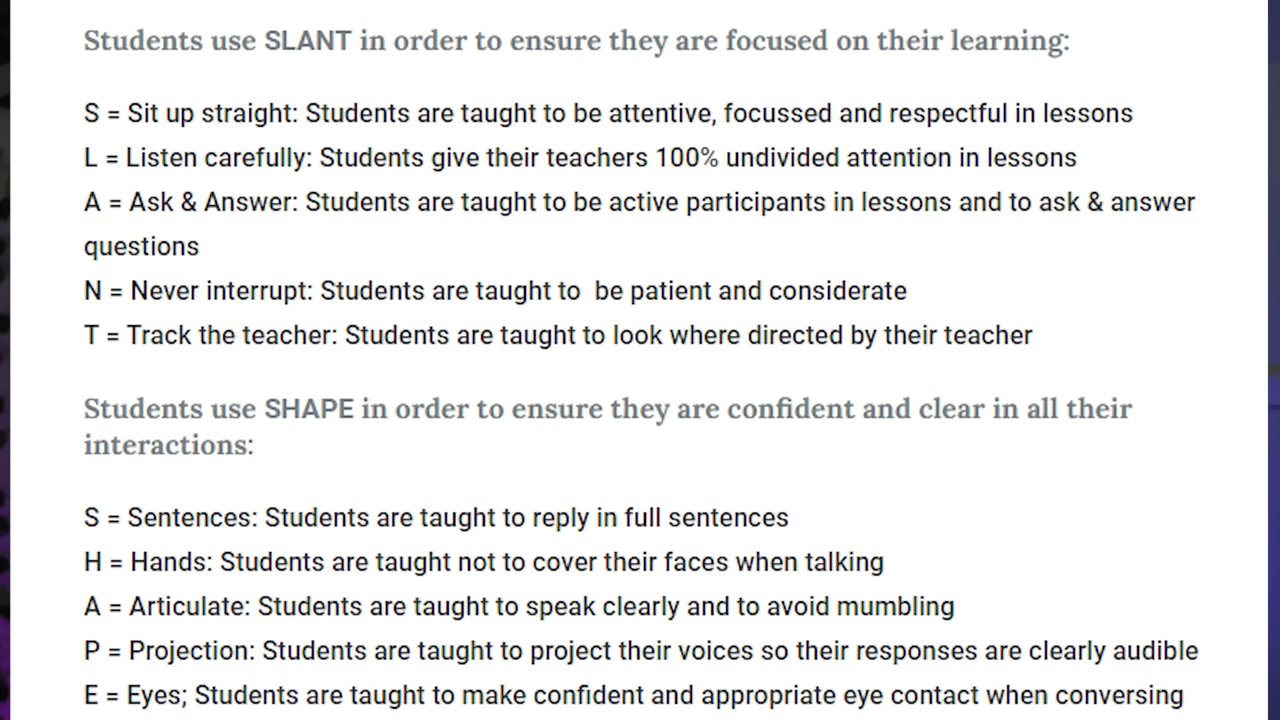 Students use SLANT in order to ensure they are focused on their learning:
S = Sit up straight: Students are taught to be attentive, focussed and respectful in lessons
L = Listen carefully: Students give their teachers 100% undivided attention in lessons
A = Ask & Answer: Students are taught to be active participants in lessons and to ask & answer
questions
N = Never interrupt: Students are taught to  be patient and considerate
T = Track the teacher: Students are taught to look where directed by their teacher
Students use SHAPE in order to ensure they are confident and clear in all their
interactions:
S = Sentences: Students are taught to reply in full sentences
H = Hands: Students are taught not to cover their faces when talking
A = Articulate: Students are taught to speak clearly and to avoid mumbling
P = Projection: Students are taught to project their voices so their responses are clearly audible
E = Eyes; Students are taught to make confident and appropriate eye contact when conversing